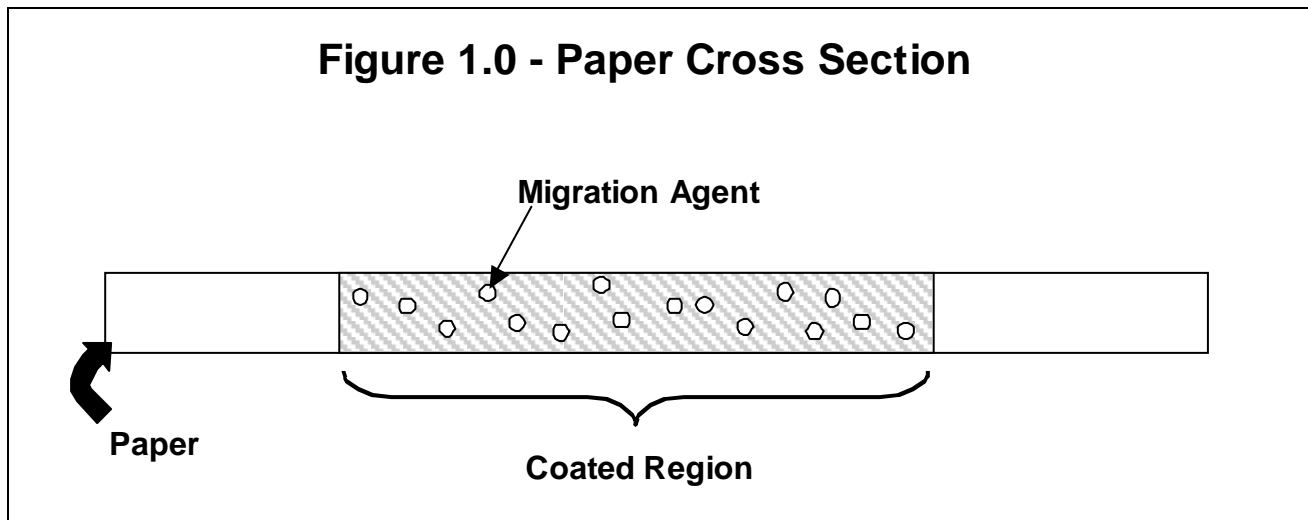 Figure 1.0 - Paper Cross Section
Migration Agent
Paper
Coated Region